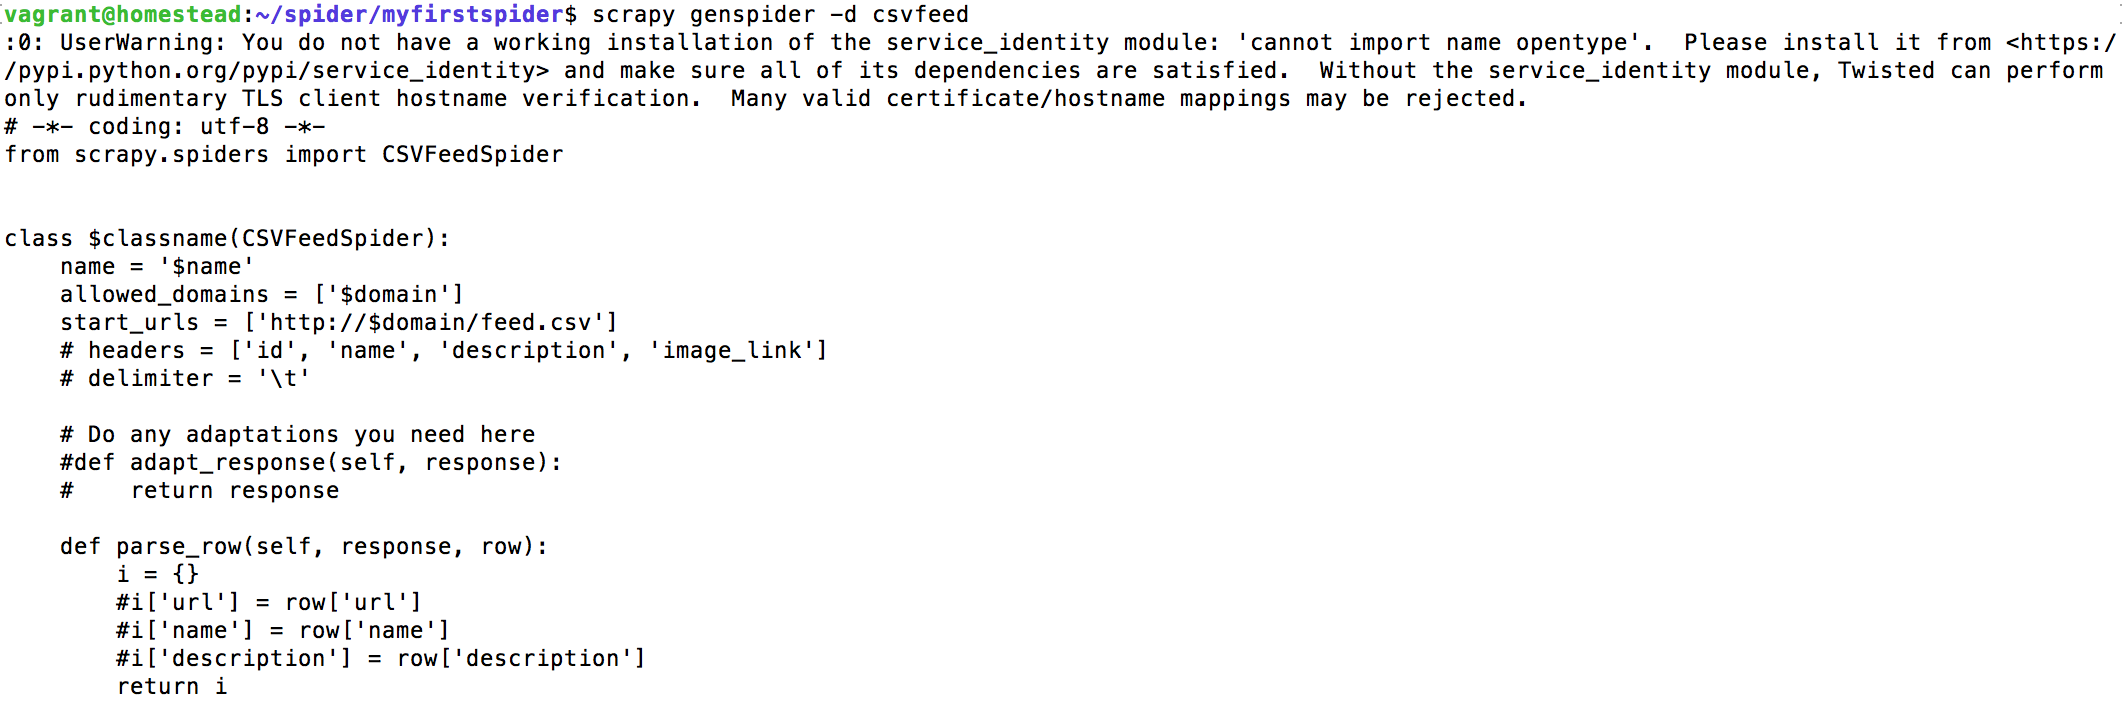 vagrant@homestead:~/spider/myfirstspider$ scrapy genspider -d csvfeed
:0: UserWarning: You do not have a working installation of the service_identity module: 'cannot import name opentype'.  Please install it from <https:/
/pypi.python.org/pypi/service_identity> and make sure all of its dependencies are satisfied.  Without the service_identity module, Twisted can perform
only rudimentary TLS client hostname verification.  Many valid certificate/hostname mappings may be rejected.
# -*- coding: utf-8 -*-
from scrapy.spiders import CSVFeedSpider


class $classname(CSVFeedSpider):
    name = '$name'
    allowed_domains = ['$domain']
    start_urls = ['http://$domain/feed.csv']
    # headers = ['id', 'name', 'description', 'image_link']
    # delimiter = '\t'

    # Do any adaptations you need here
    #def adapt_response(self, response):
    #    return response

    def parse_row(self, response, row):
        i = {}
        #i['url'] = row['url']
        #i['name'] = row['name']
        #i['description'] = row['description']
        return i